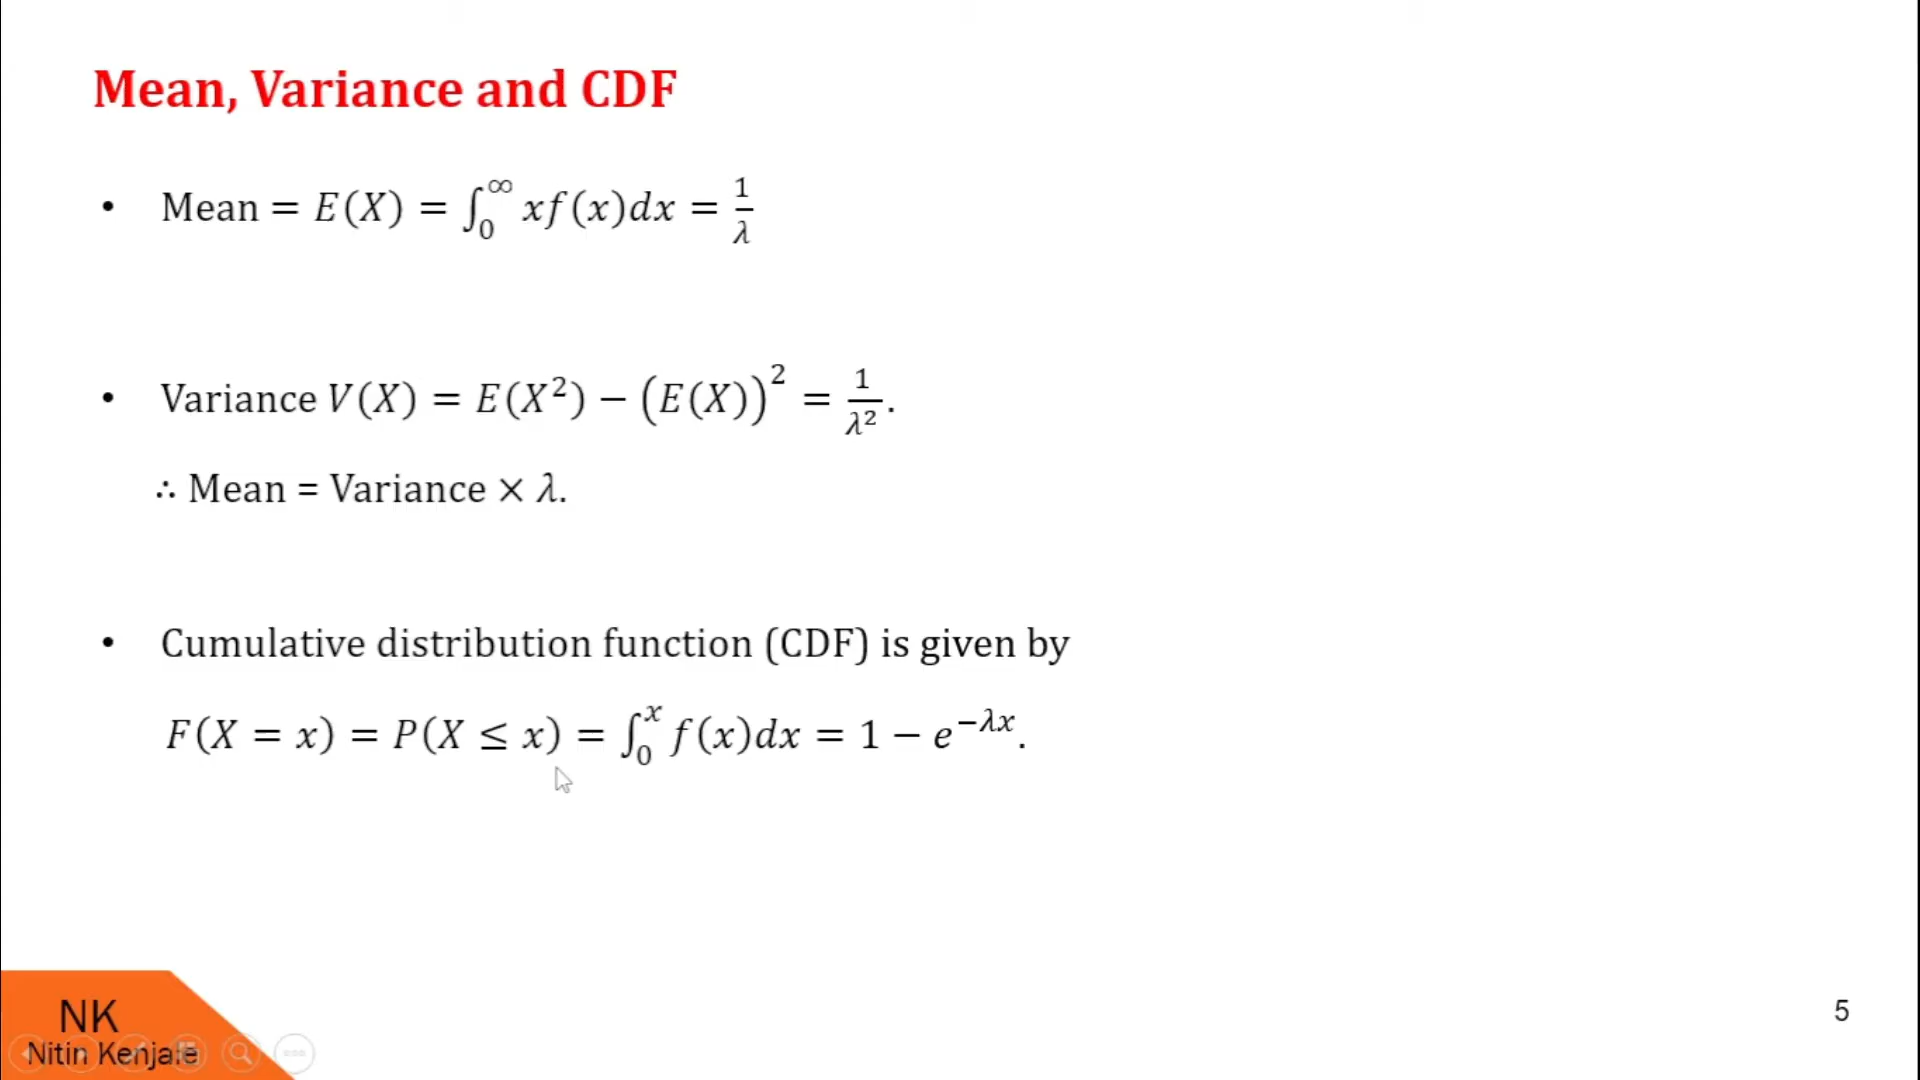 Mean, Variance and CDF
• Mean = E(X) = ∫₀^∞ xf(x)dx = 1/λ
• Variance V(X) = E(X²) − (E(X))² = 1/λ².
∴ Mean = Variance × λ.
• Cumulative distribution function (CDF) is given by
F(X = x) = P(X ≤ x) = ∫₀^x f(x)dx = 1 − e^{−λx}.
NK
Nitin Kenjale
5